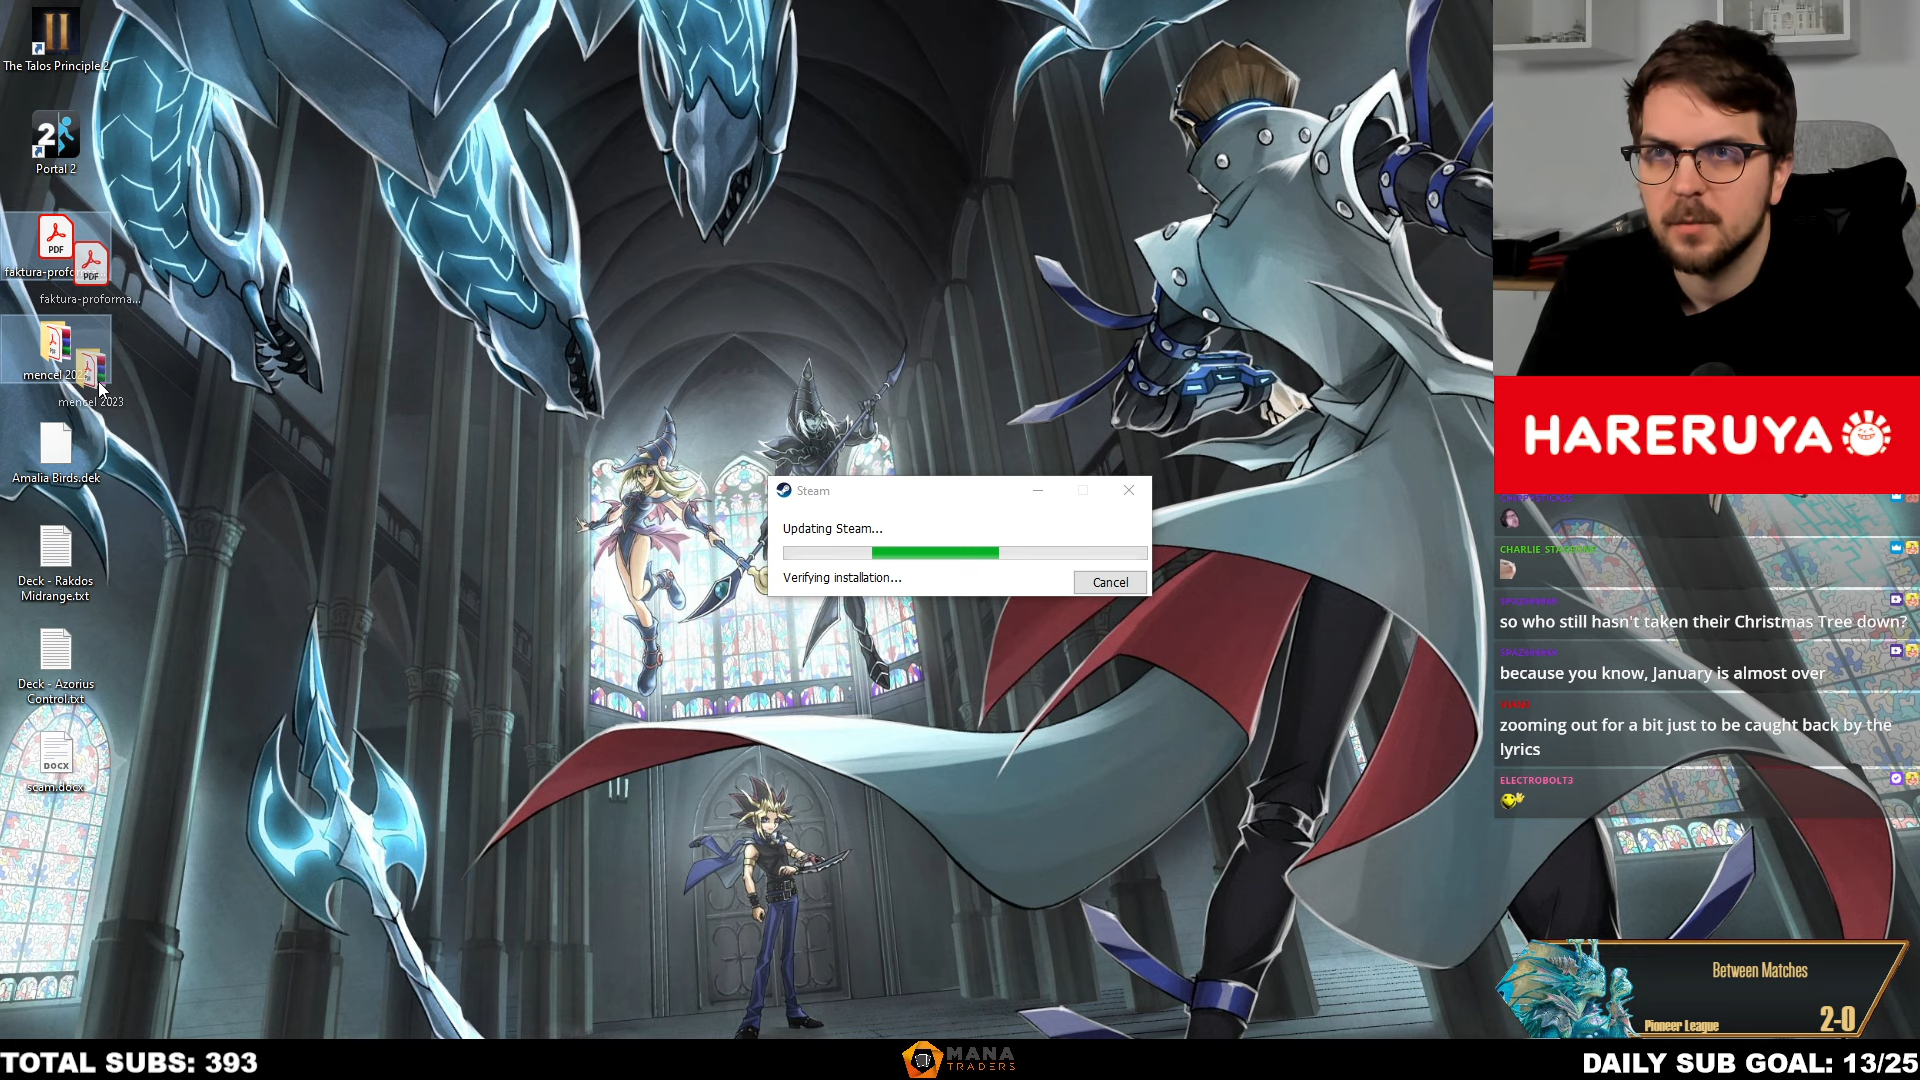 The Talos Principle 2
2
Portal 2
PDF
PDF
faktura-profo
faktura-proforma...
mencel 202
mencel 2023
Amalia Birds.dek
Deck - Rakdos
Midrange.txt
Deck - Azorius
Control.txt
DOCX
scam.docx
Steam
Updating Steam...
Verifying installation...
Cancel
HARERUYA
so who still hasn't taken their Christmas Tree down?
because you know, January is almost over
zooming out for a bit just to be caught back by the
lyrics
ELECTROBOLT3
Between Matches
Pioneer League
2-0
TOTAL SUBS: 393
MANA
TRADERS
DAILY SUB GOAL: 13/25